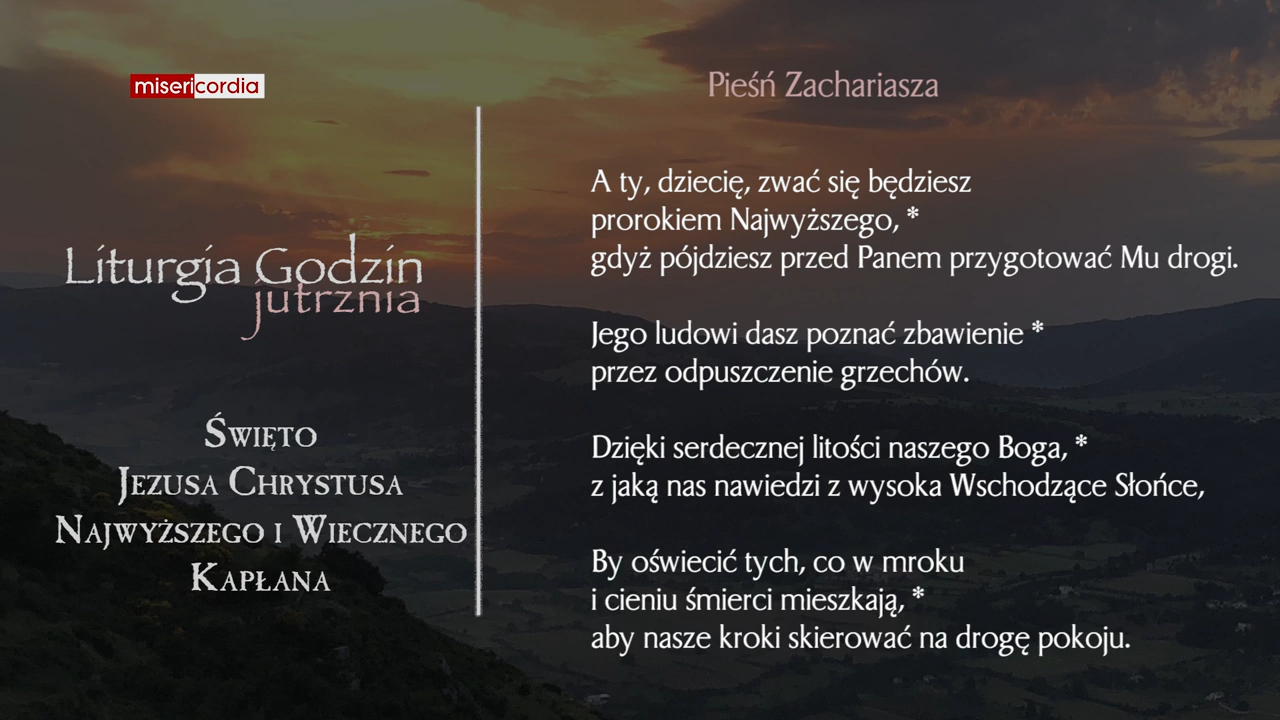 misericordia
Liturgia Godzin
jutrznia
Święto
Jezusa Chrystusa
Najwyższego i Wiecznego
Kapłana
Pieśń Zachariasza
A ty, dziecię, zwać się będziesz
prorokiem Najwyższego, *
gdyż pójdziesz przed Panem przygotować Mu drogi.
Jego ludowi dasz poznać zbawienie *
przez odpuszczenie grzechów.
Dzięki serdecznej litości naszego Boga, *
z jaką nas nawiedzi z wysoka Wschodzące Słońce,
By oświecić tych, co w mroku
i cieniu śmierci mieszkają, *
aby nasze kroki skierować na drogę pokoju.